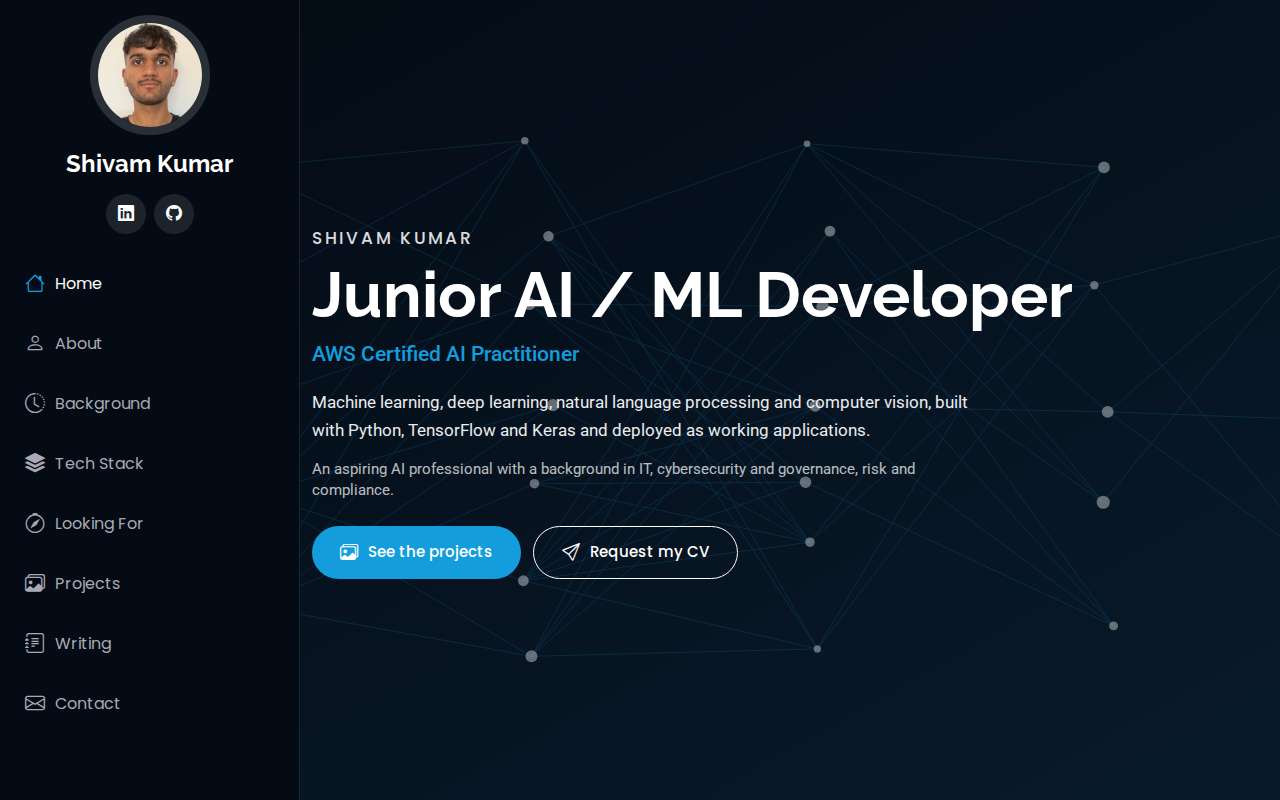 Shivam Kumar
Home
About
Background
Tech Stack
Looking For
Projects
Writing
Contact
SHIVAM KUMAR
Junior AI / ML Developer
AWS Certified AI Practitioner
Machine learning, deep learning, natural language processing and computer vision, built
with Python, TensorFlow and Keras and deployed as working applications.
An aspiring AI professional with a background in IT, cybersecurity and governance, risk and
compliance.
See the projects
Request my CV